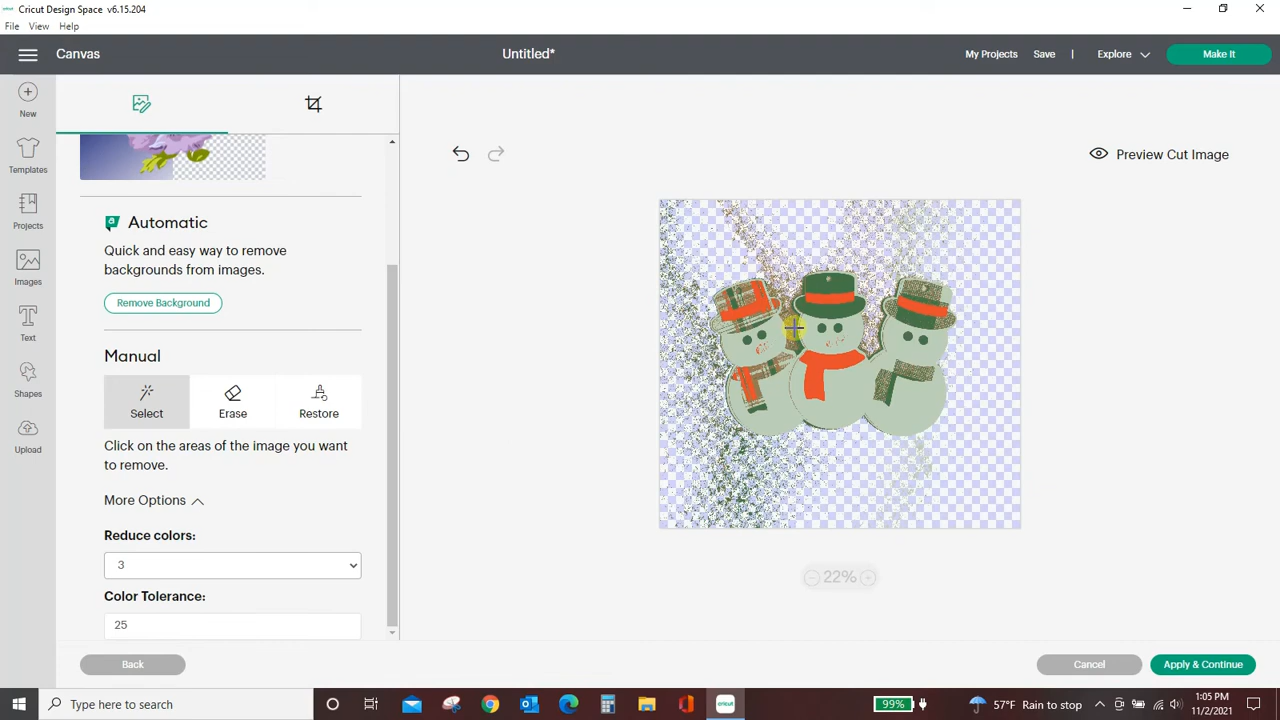 Cricut Design Space v6.15.204
File View Help
Canvas
Untitled*
My Projects Save | Explore Make It
New
Templates
Projects
Images
Text
Shapes
Upload
Automatic
Quick and easy way to remove
backgrounds from images.
Remove Background
Manual
Select Erase Restore
Click on the areas of the image you want
to remove.
More Options
Reduce colors:
3
Color Tolerance:
25
Preview Cut Image
22%
Back
Cancel Apply & Continue
Type here to search
99%
57°F Rain to stop
1:05 PM
11/2/2021